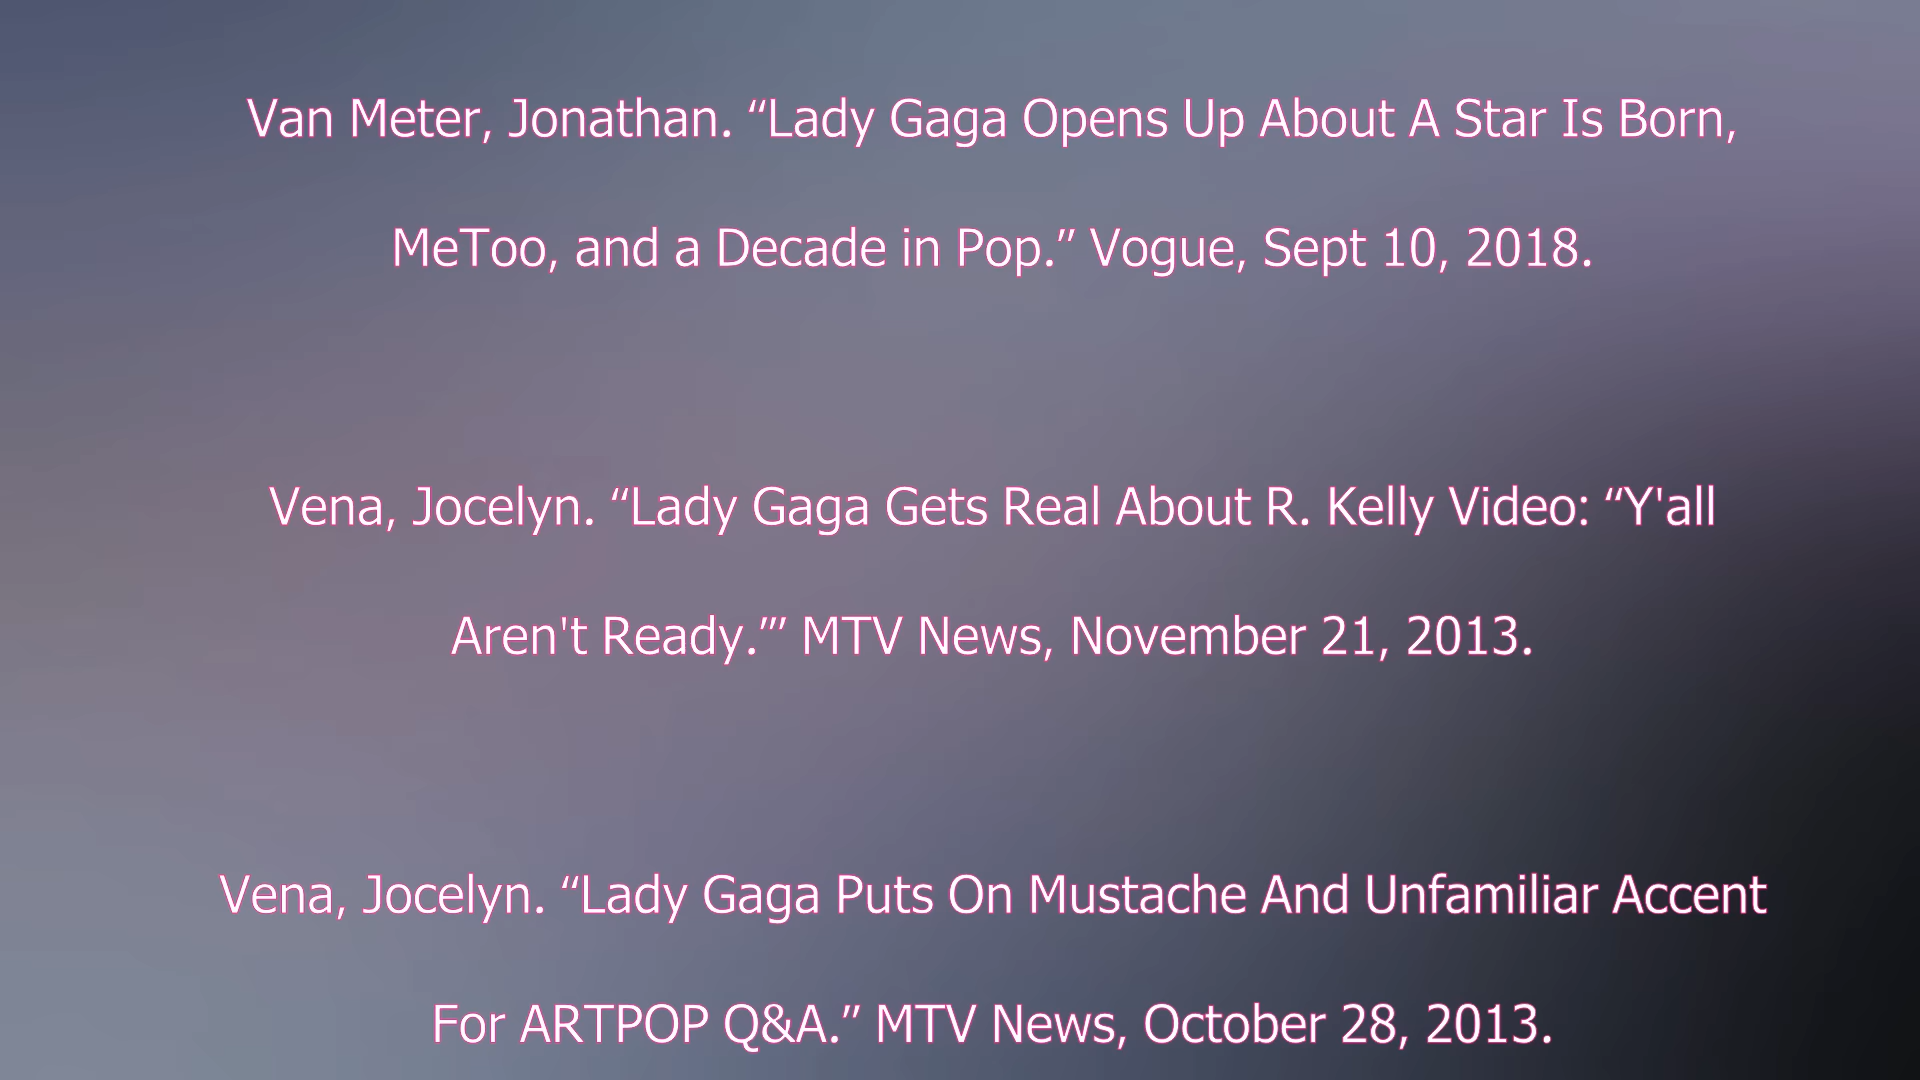 Van Meter, Jonathan. “Lady Gaga Opens Up About A Star Is Born,
MeToo, and a Decade in Pop.” Vogue, Sept 10, 2018.
Vena, Jocelyn. “Lady Gaga Gets Real About R. Kelly Video: “Y'all
Aren't Ready.”’ MTV News, November 21, 2013.
Vena, Jocelyn. “Lady Gaga Puts On Mustache And Unfamiliar Accent
For ARTPOP Q&A.” MTV News, October 28, 2013.